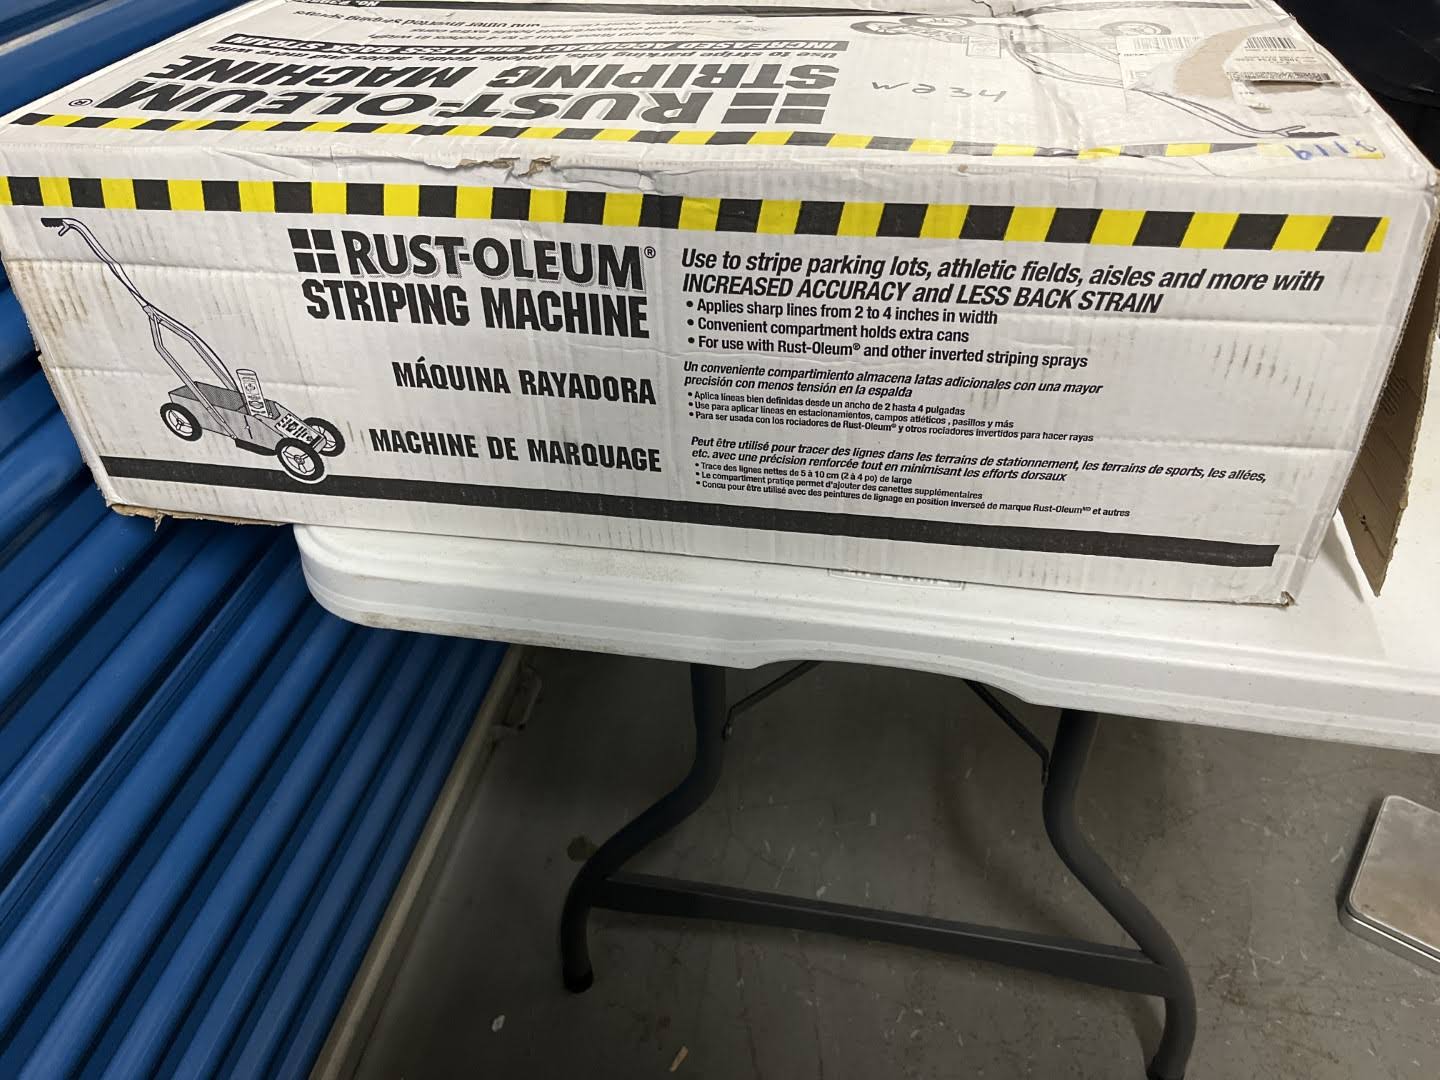 RUST-OLEUM®
STRIPING MACHINE
INCREASED ACCURACY and LESS BACK STRAIN
w234
RUST-OLEUM®
STRIPING MACHINE
MÁQUINA RAYADORA
MACHINE DE MARQUAGE
Use to stripe parking lots, athletic fields, aisles and more with
INCREASED ACCURACY and LESS BACK STRAIN
• Applies sharp lines from 2 to 4 inches in width
• Convenient compartment holds extra cans
• For use with Rust-Oleum® and other inverted striping sprays
Un conveniente compartimiento almacena latas adicionales con una mayor
precisión con menos tensión en la espalda
• Aplica líneas bien definidas desde un ancho de 2 hasta 4 pulgadas
• Use para aplicar líneas en estacionamientos, campos atléticos, pasillos y más
• Para ser usada con los rociadores de Rust-Oleum® y otros rociadores invertidos para hacer rayas
Peut être utilisé pour tracer des lignes dans les terrains de stationnement, les terrains de sports, les allées,
etc. avec une précision renforcée tout en minimisant les efforts dorsaux
• Trace des lignes nettes de 5 à 10 cm (2 à 4 po) de large
• Le compartiment pratiqe permet d'ajouter des canettes supplémentaires
• Conçu pour être utilisé avec des peintures de lignage en position inversée de marque Rust-Oleum MD et autres